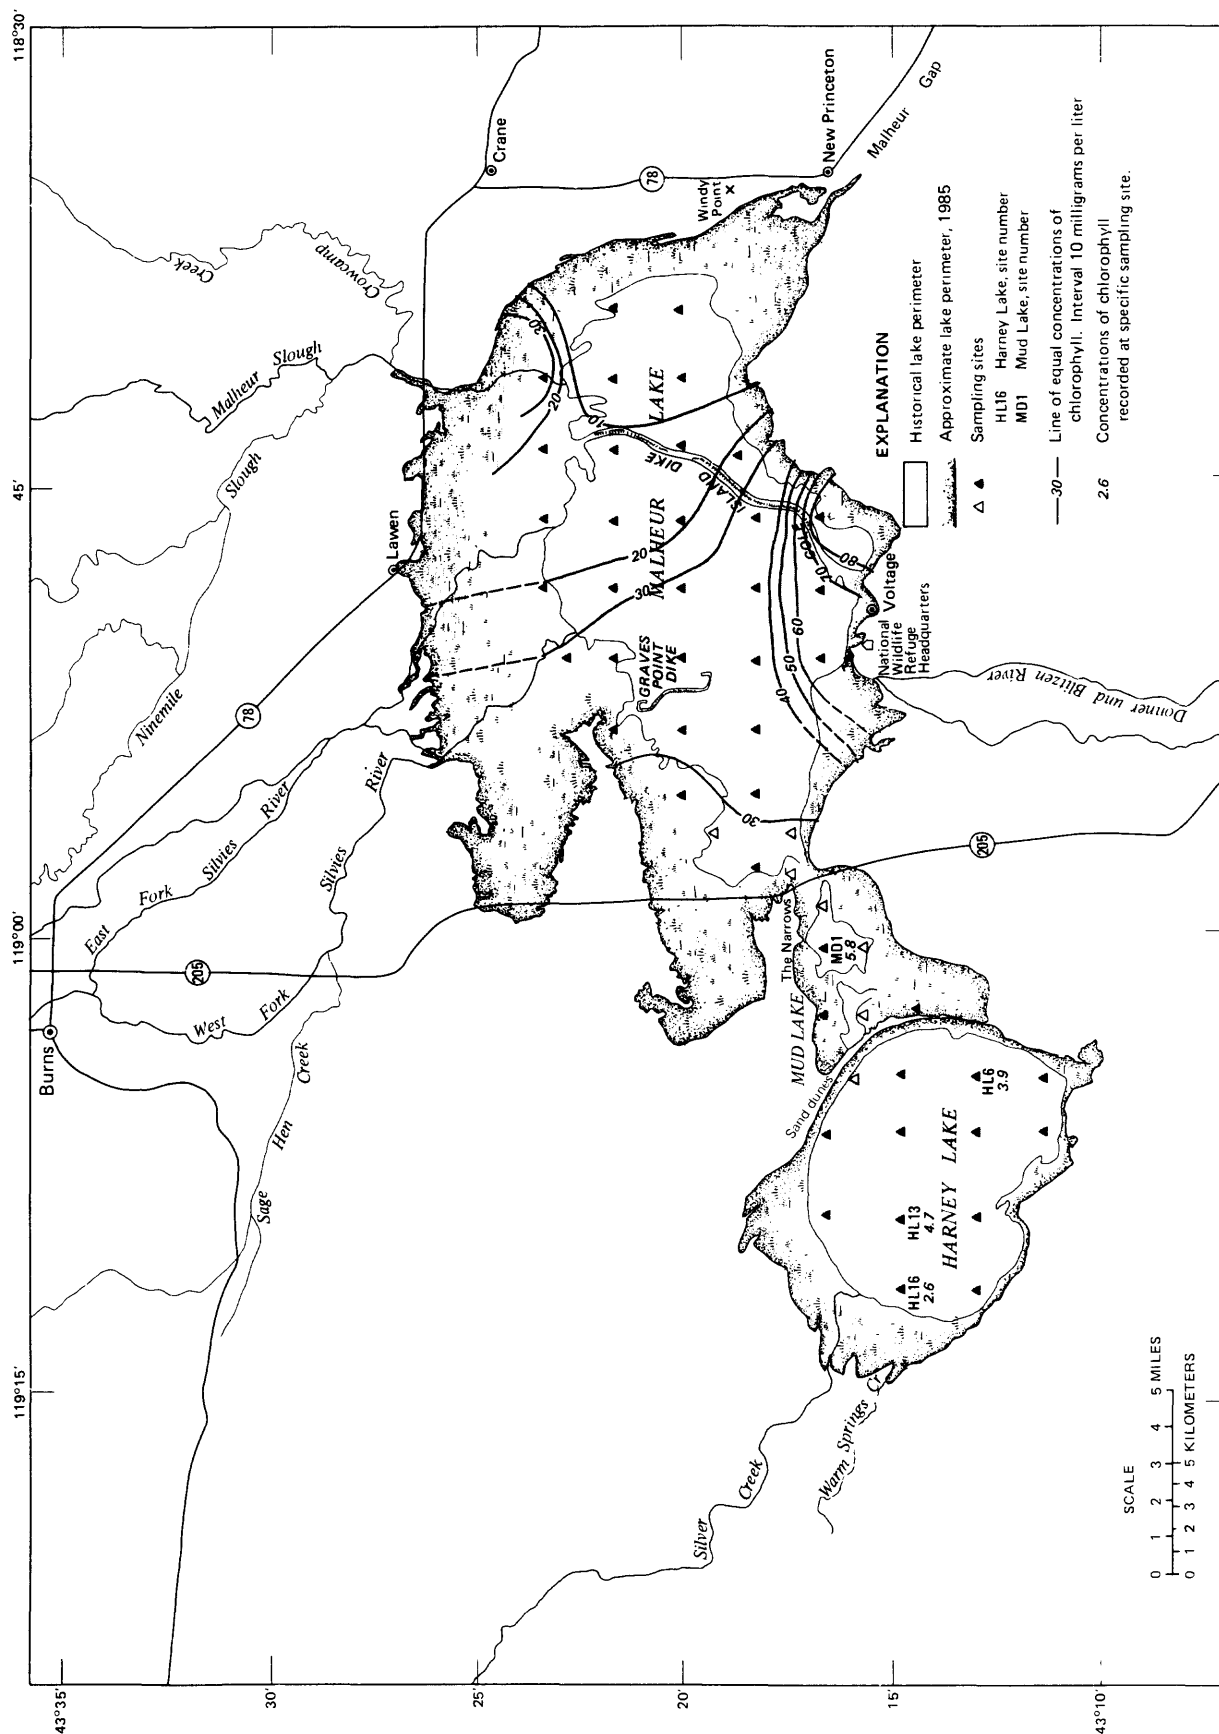 118°30'
45'
119°00'
119°15'
43°35'
30'
25'
20'
15'
43°10'
Burns
Crane
Lawen
New Princeton
Malheur
Gap
Windy
Point
78
78
205
205
Creek
Crowcamp
Malheur
Slough
Slough
Ninemile
East
Fork
Silvies
River
West
Fork
Silvies
River
Sage
Hen
Creek
Silver
Creek
Warm Springs Cr
Donner und Blitzen River
MALHEUR
LAKE
COLE
ISLAND
DIKE
GRAVES
POINT
DIKE
National
Wildlife
Refuge
Headquarters
Voltage
The Narrows
MUD LAKE
Sand dunes
HARNEY LAKE
MD1
5.8
HL6
3.9
HL13
4.7
HL16
2.6
30
20
10
20
30
30
40
50
60
70
80
EXPLANATION
Historical lake perimeter
Approximate lake perimeter, 1985
Sampling sites
HL16 Harney Lake, site number
MD1 Mud Lake, site number
—30— Line of equal concentrations of
chlorophyll. Interval 10 milligrams per liter
2.6 Concentrations of chlorophyll
recorded at specific sampling site.
SCALE
0 1 2 3 4 5 MILES
0 1 2 3 4 5 KILOMETERS